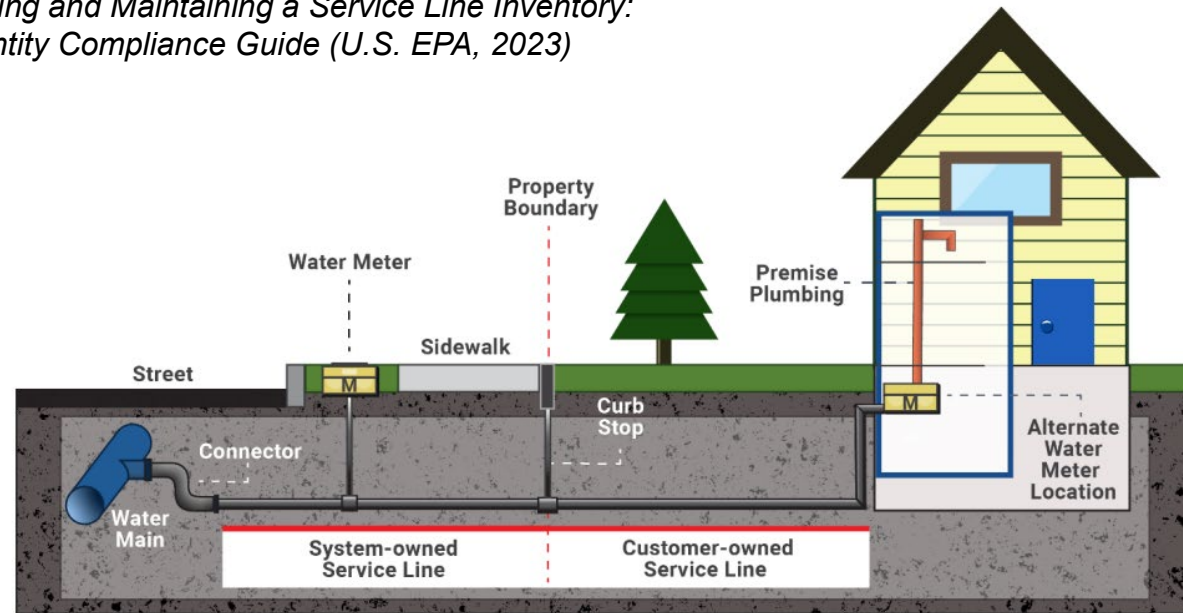 ing and Maintaining a Service Line Inventory:
ntity Compliance Guide (U.S. EPA, 2023)
Property
Boundary
Water Meter
Premise
Plumbing
Sidewalk
Street
M
Curb
Stop
M
Connector
Alternate
Water
Meter
Location
Water
Main
System-owned
Service Line
Customer-owned
Service Line